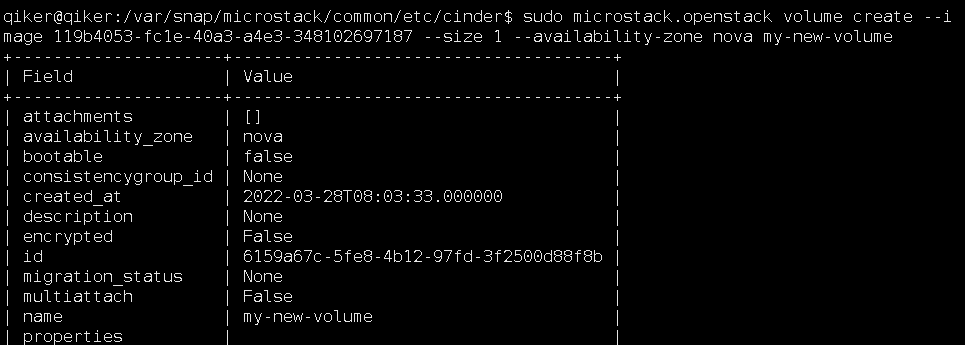 qiker@qiker:/var/snap/microstack/common/etc/cinder$ sudo microstack.openstack volume create --i
mage 119b4053-fc1e-40a3-a4e3-348102697187 --size 1 --availability-zone nova my-new-volume
+---------------------+--------------------------------------+
| Field               | Value                                |
+---------------------+--------------------------------------+
| attachments         | []                                   |
| availability_zone   | nova                                 |
| bootable            | false                                |
| consistencygroup_id | None                                 |
| created_at          | 2022-03-28T08:03:33.000000           |
| description         | None                                 |
| encrypted           | False                                |
| id                  | 6159a67c-5fe8-4b12-97fd-3f2500d88f8b |
| migration_status    | None                                 |
| multiattach         | False                                |
| name                | my-new-volume                        |
| properties          |                                      |